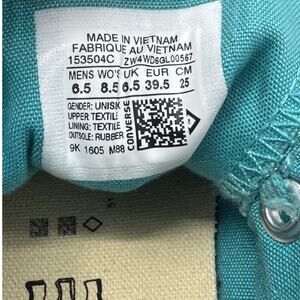 MADE IN VIETNAM
FABRIQUE AU VIETNAM
153504C ZW4WD6GL00567
MENS WO'S UK EUR CM
6.5 8.5 6.5 39.5 25
GENDER: UNISEX
UPPER: TEXTILE
LINING: TEXTILE
OUTSOLE: RUBBER
9K 1605 M88
CONVERSE
51